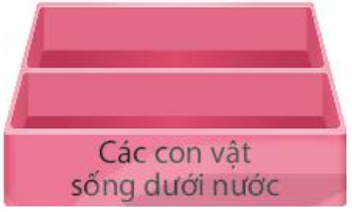 Các con vật
sống dưới nước